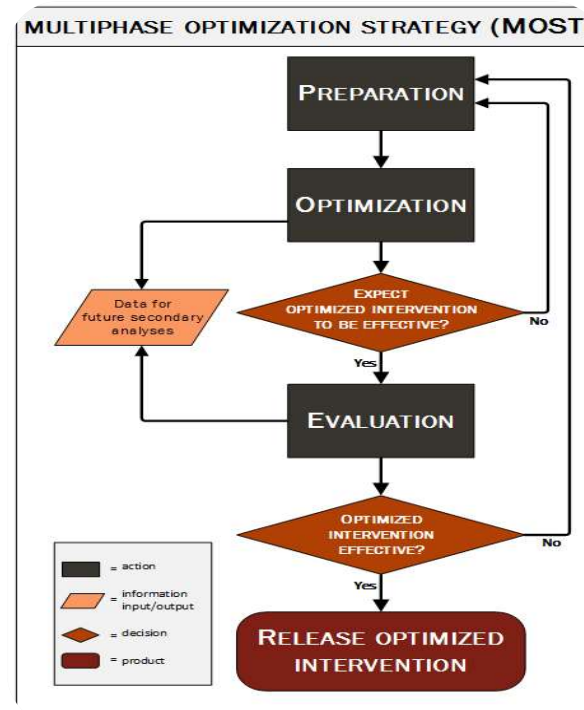 MULTIPHASE OPTIMIZATION STRATEGY (MOST
PREPARATION
OPTIMIZATION
EXPECT
OPTIMIZED INTERVENTION
TO BE EFFECTIVE?
No
Data for
future secondary
analyses
Yes
EVALUATION
OPTIMIZED
INTERVENTION
EFFECTIVE?
No
Yes
RELEASE OPTIMIZED
INTERVENTION
= action
= information
input/output
= decision
= product